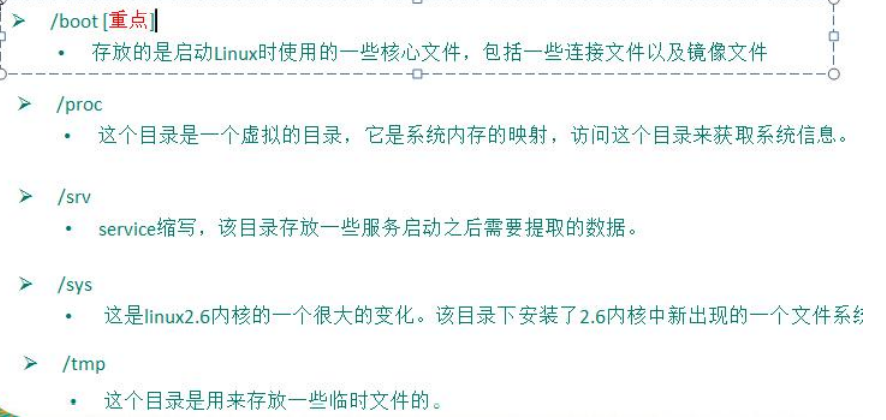 /boot [重点]
存放的是启动Linux时使用的一些核心文件，包括一些连接文件以及镜像文件
/proc
这个目录是一个虚拟的目录，它是系统内存的映射，访问这个目录来获取系统信息。
/srv
service缩写，该目录存放一些服务启动之后需要提取的数据。
/sys
这是linux2.6内核的一个很大的变化。该目录下安装了2.6内核中新出现的一个文件系统
/tmp
这个目录是用来存放一些临时文件的。